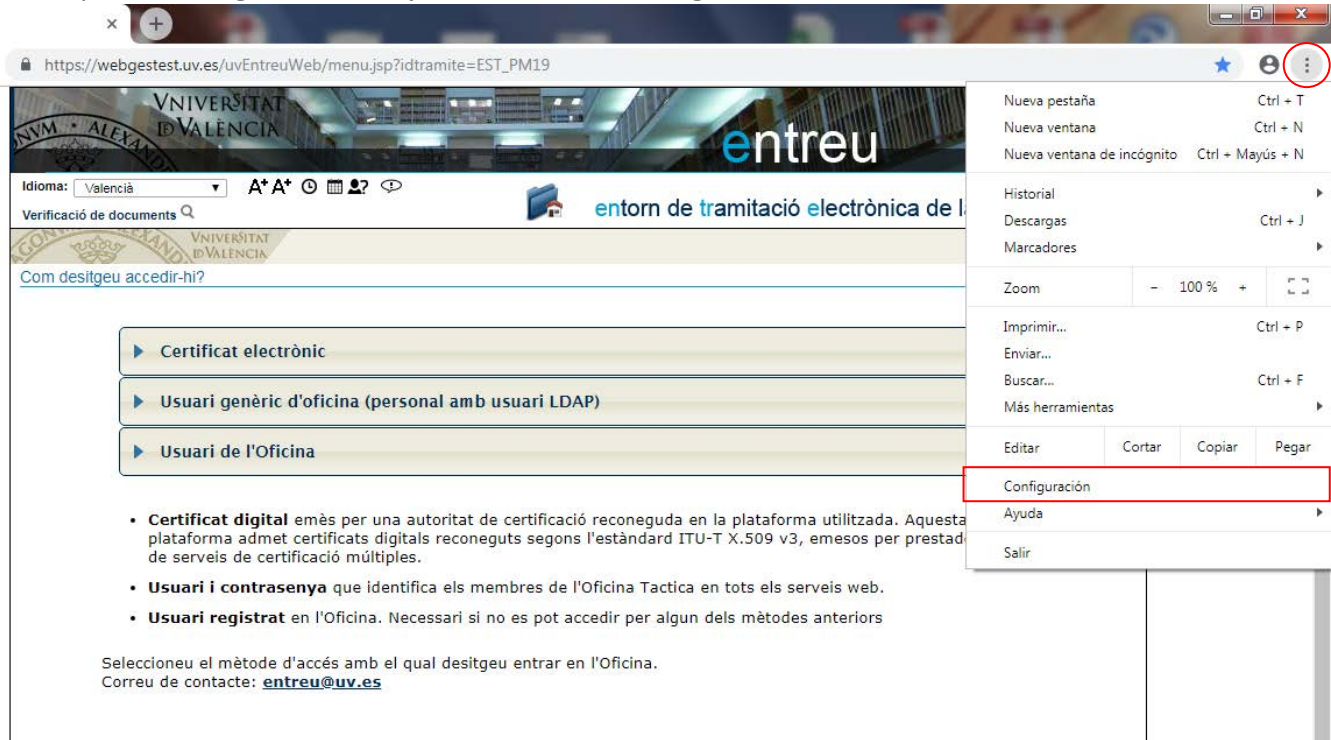 https://webgestest.uv.es/uvEntreuWeb/menu.jsp?idtramite=EST_PM19
VNIVERSITAT
ID VALÈNCIA
entreu
Idioma: Valencià A⁺ A⁺
Verificació de documents
entorn de tramitació electrònica de l
VNIVERSITAT
ID VALÈNCIA
Com desitgeu accedir-hi?
Certificat electrònic
Usuari genèric d'oficina (personal amb usuari LDAP)
Usuari de l'Oficina
• Certificat digital emès per una autoritat de certificació reconeguda en la plataforma utilitzada. Aquesta
plataforma admet certificats digitals reconeguts segons l'estàndard ITU-T X.509 v3, emesos per prestad
de serveis de certificació múltiples.
• Usuari i contrasenya que identifica els membres de l'Oficina Tactica en tots els serveis web.
• Usuari registrat en l'Oficina. Necessari si no es pot accedir per algun dels mètodes anteriors
Seleccioneu el mètode d'accés amb el qual desitgeu entrar en l'Oficina.
Correu de contacte: entreu@uv.es
Nueva pestaña Ctrl + T
Nueva ventana Ctrl + N
Nueva ventana de incógnito Ctrl + Mayús + N
Historial
Descargas Ctrl + J
Marcadores
Zoom - 100 % +
Imprimir... Ctrl + P
Enviar...
Buscar... Ctrl + F
Más herramientas
Editar Cortar Copiar Pegar
Configuración
Ayuda
Salir